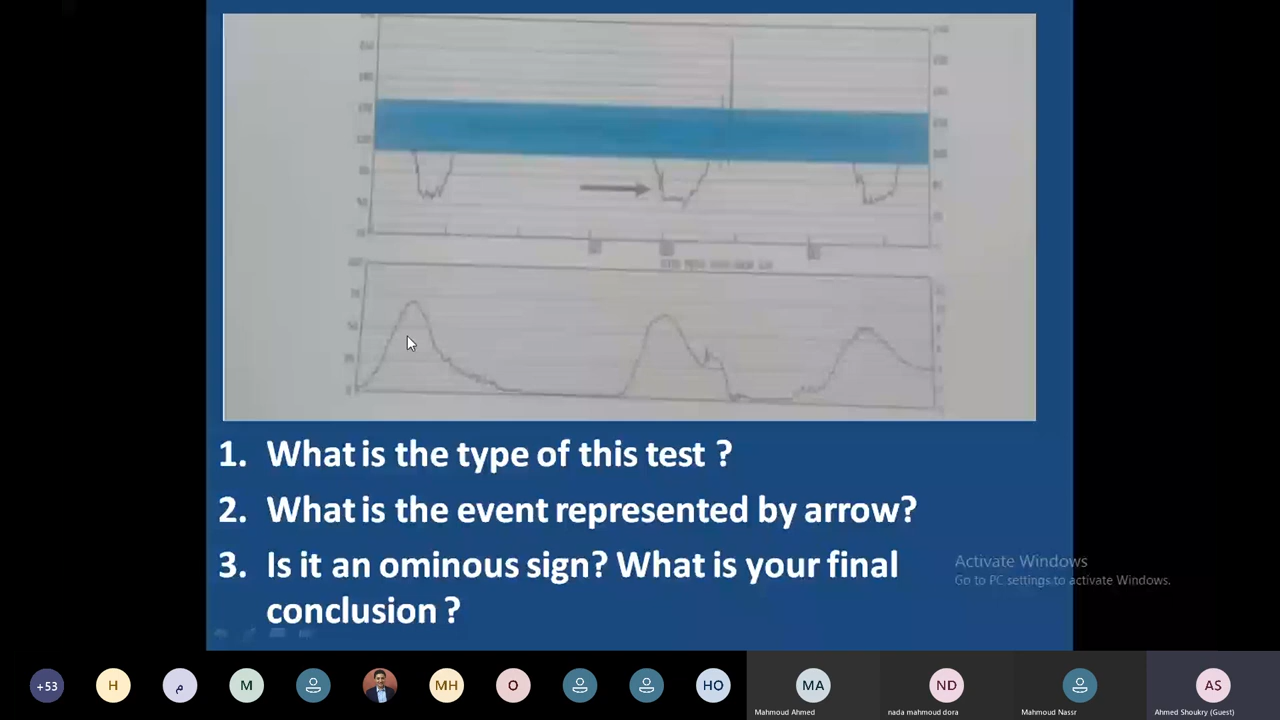 1. What is the type of this test ?
2. What is the event represented by arrow?
3. Is it an ominous sign? What is your final
conclusion ?
Activate Windows
Go to PC settings to activate Windows.
+53
H
م
M
MH
O
HO
MA
ND
AS
Mahmoud Ahmed
nada mahmoud dora
Mahmoud Nassr
Ahmed Shoukry (Guest)